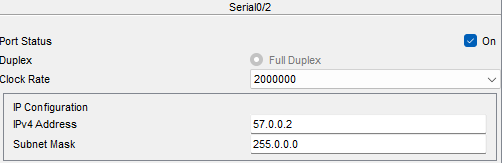 Serial0/2
Port Status On
Duplex Full Duplex
Clock Rate 2000000
IP Configuration
IPv4 Address 57.0.0.2
Subnet Mask 255.0.0.0